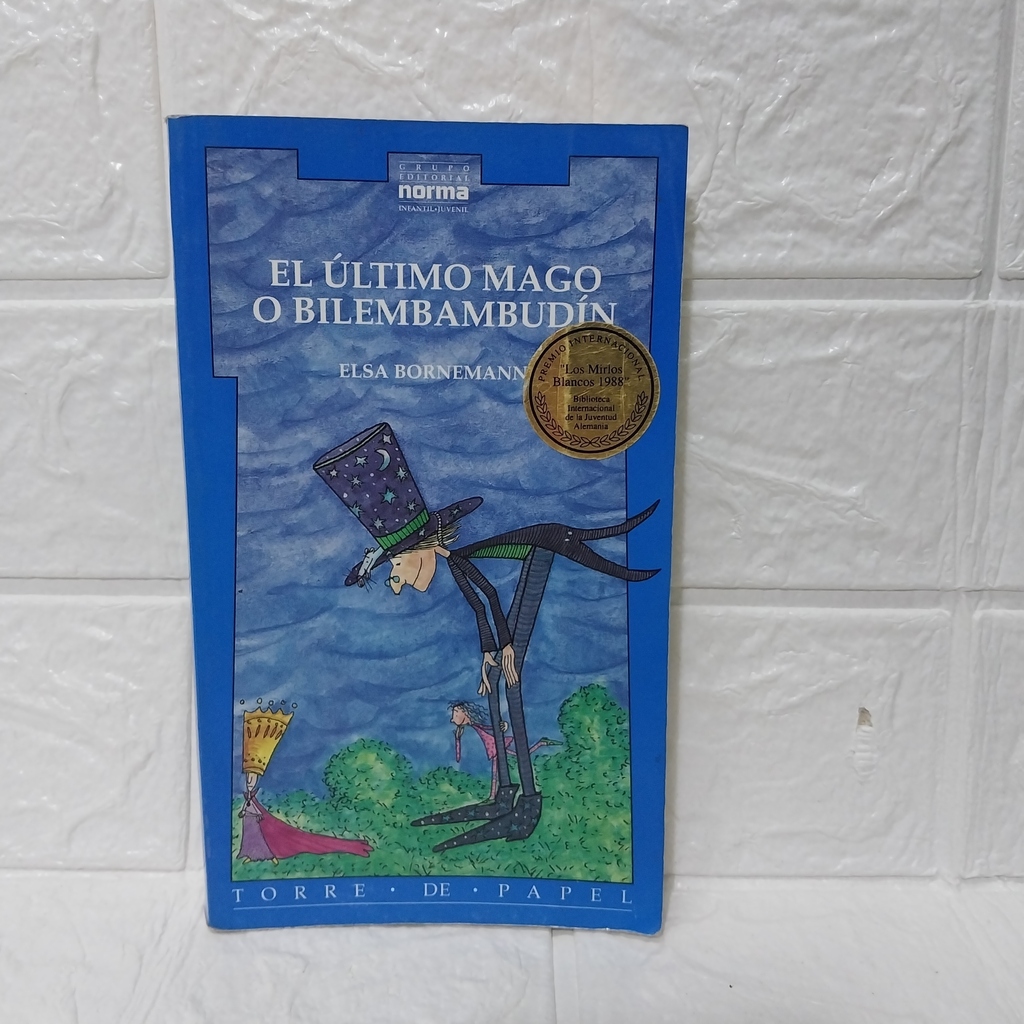 GRUPO
EDITORIAL
norma
INFANTIL•JUVENIL
EL ÚLTIMO MAGO
O BILEMBAMBUDÍN
ELSA BORNEMANN
PREMIO INTERNACIONAL
"Los Mirlos
Blancos 1988"
Biblioteca
Internacional
de la Juventud
Alemania
TORRE • DE • PAPEL